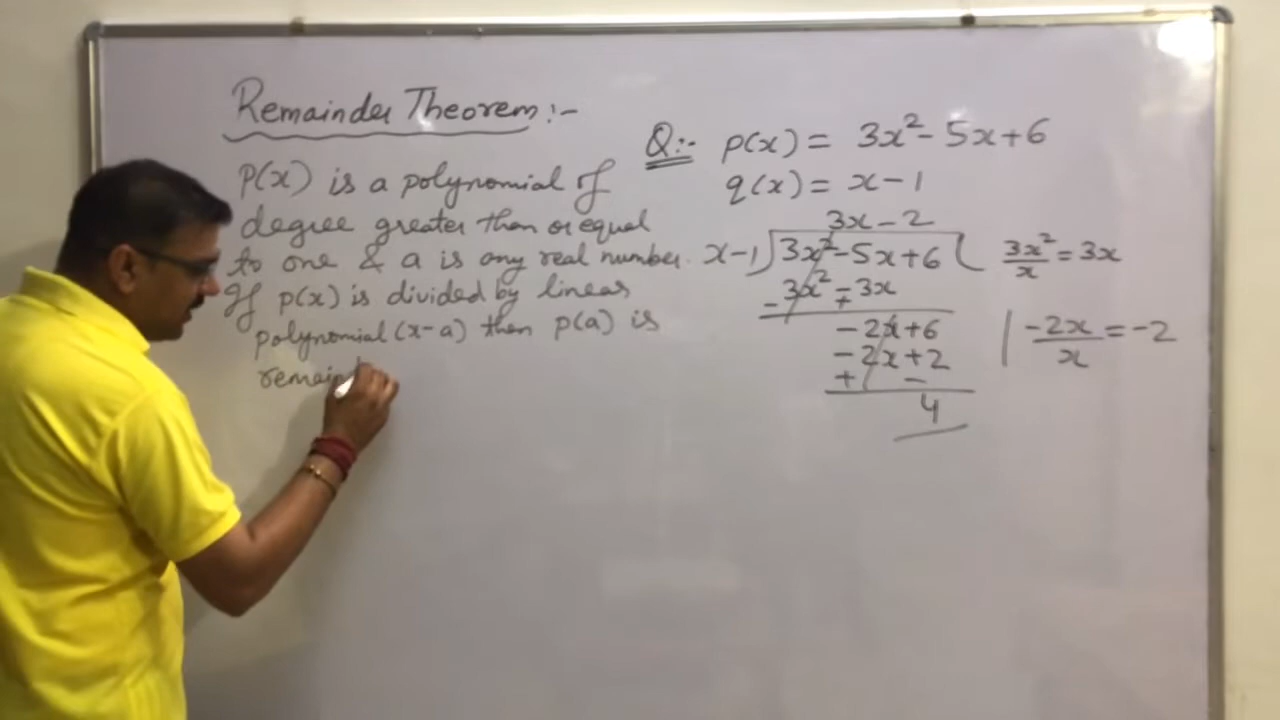 Remainder Theorem:-
P(x) is a polynomial of
degree greater than or equal
to one & a is any real number.
If p(x) is divided by linear
polynomial (x-a) then p(a) is
Q:- p(x) = 3x²-5x+6
q(x) = x-1
3x-2
x-1)3x²-5x+6(
3x²-3x
- +
-2x+6
-2x+2
+ -
4
3x²/x = 3x
-2x/x = -2